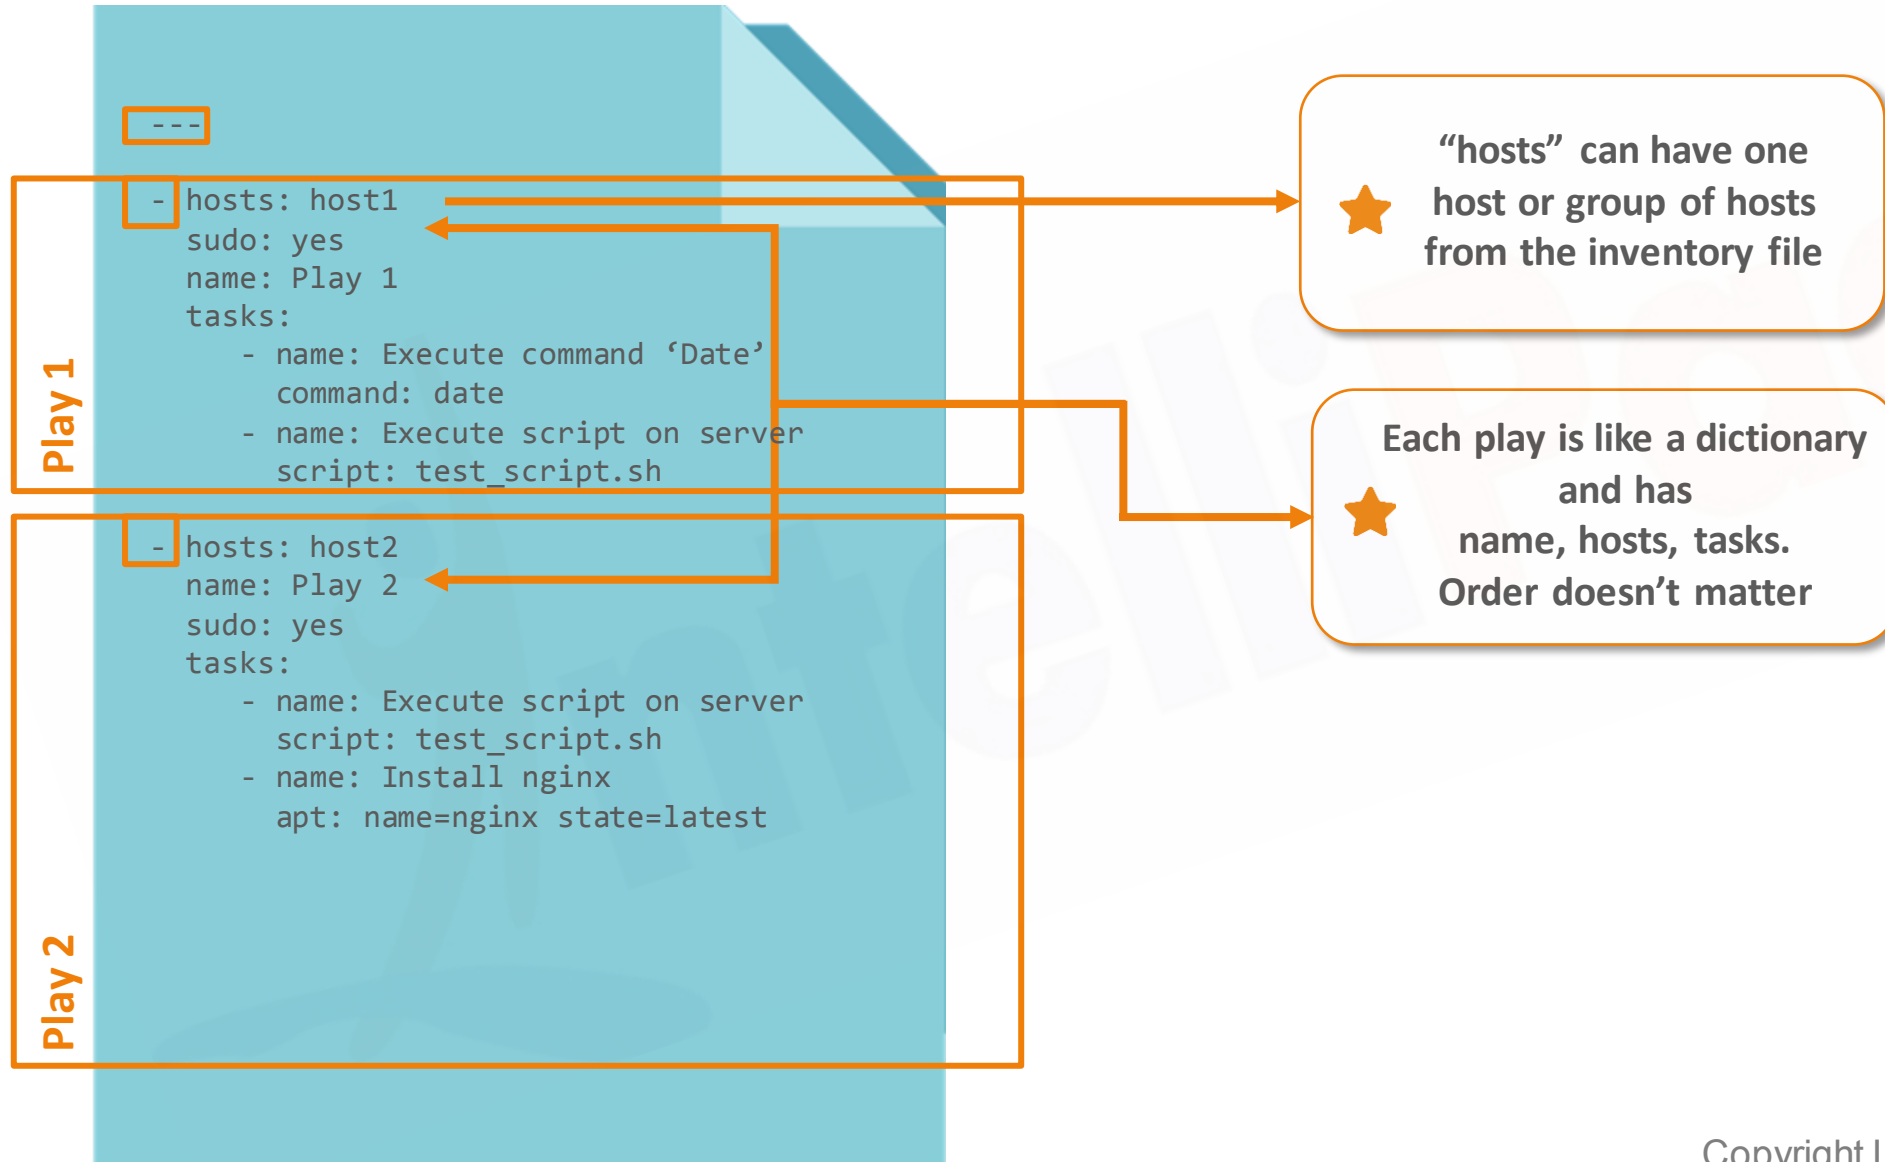 ---
- hosts: host1
sudo: yes
name: Play 1
tasks:
- name: Execute command ‘Date’
command: date
- name: Execute script on server
script: test_script.sh
Play 1
- hosts: host2
name: Play 2
sudo: yes
tasks:
- name: Execute script on server
script: test_script.sh
- name: Install nginx
apt: name=nginx state=latest
Play 2
“hosts” can have one
host or group of hosts
from the inventory file
Each play is like a dictionary
and has
name, hosts, tasks.
Order doesn’t matter
Copyright